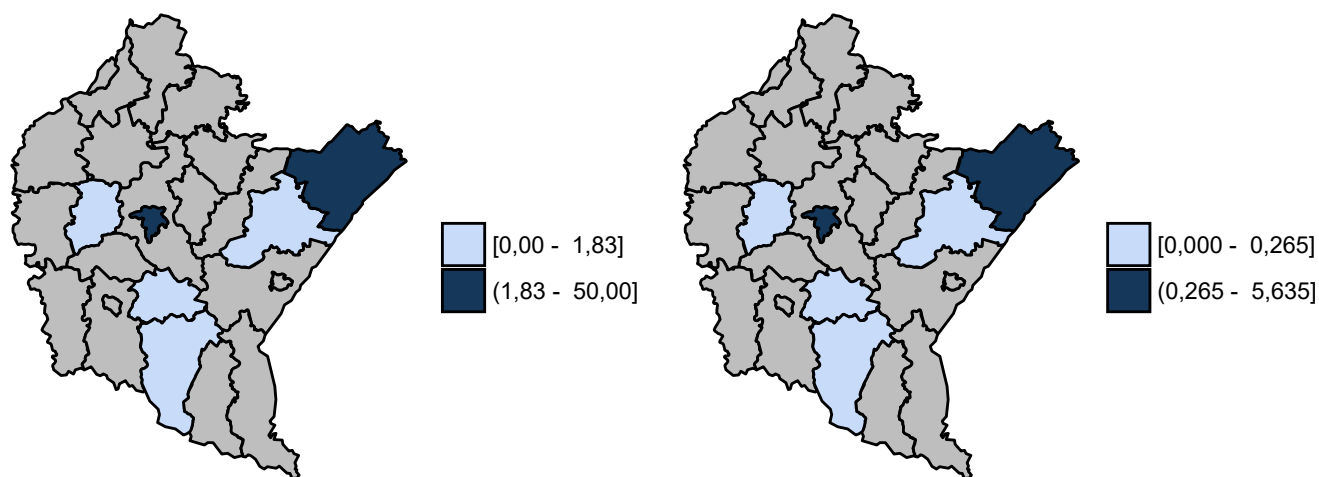 [0,00 - 1,83]
(1,83 - 50,00]
[0,000 - 0,265]
(0,265 - 5,635]